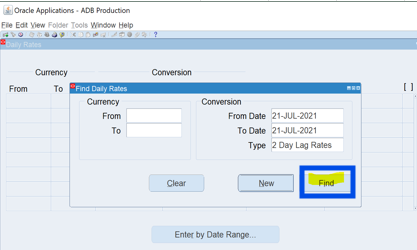 Oracle Applications - ADB Production
File Edit View Folder Tools Window Help
Daily Rates
Currency Conversion
From To [ ]
Find Daily Rates
Currency
From
To
Conversion
From Date 21-JUL-2021
To Date 21-JUL-2021
Type 2 Day Lag Rates
Clear New Find
Enter by Date Range...